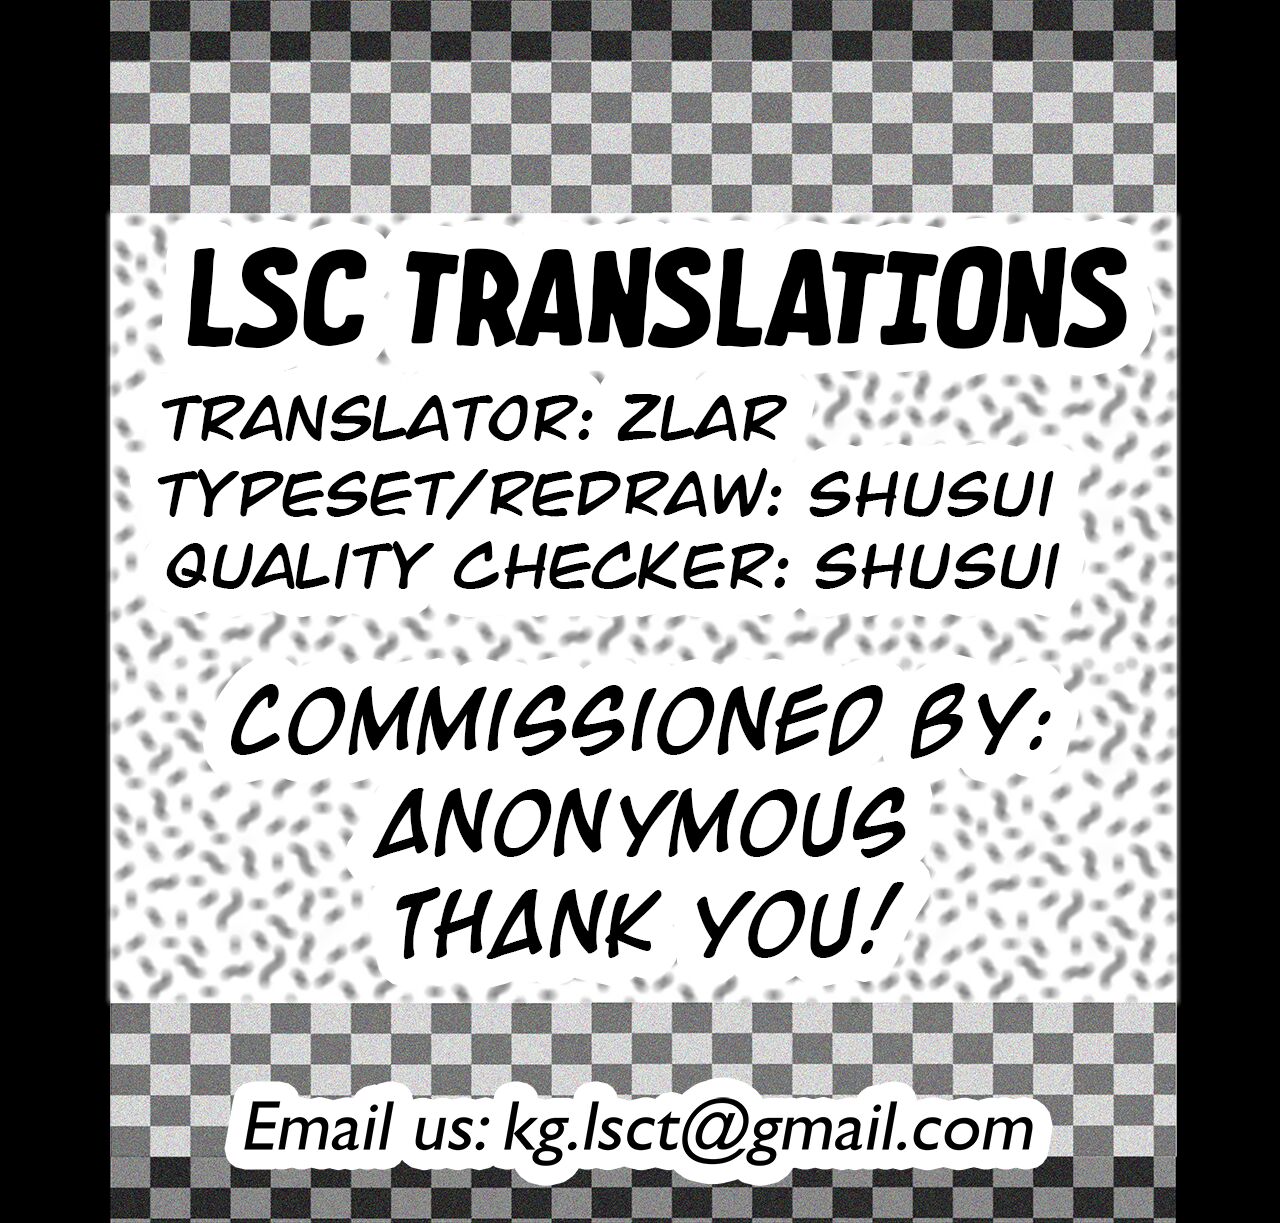 LSC TRANSLATIONS
TRANSLATOR: ZLAR
TYPESET/REDRAW: SHUSUI
QUALITY CHECKER: SHUSUI
COMMISSIONED BY:
ANONYMOUS
THANK YOU!
Email us: kg.lsct@gmail.com